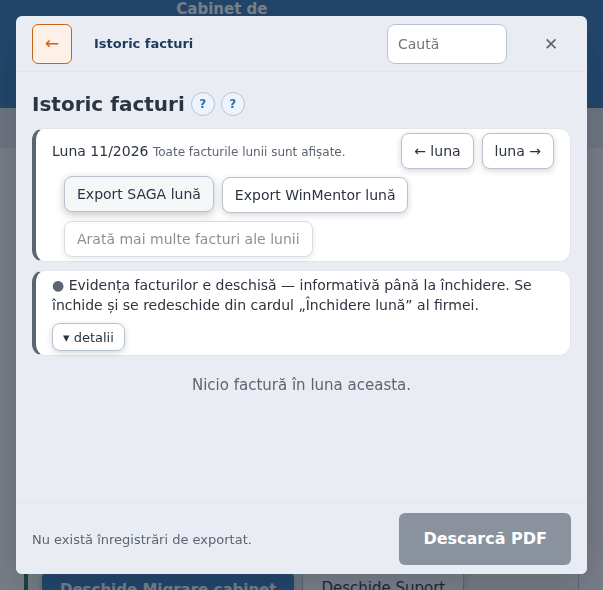 Cabinet de
←
Istoric facturi
Caută
✕
Istoric facturi ? ?
Luna 11/2026 Toate facturile lunii sunt afișate.
← luna
luna →
Export SAGA lună
Export WinMentor lună
Arată mai multe facturi ale lunii
● Evidența facturilor e deschisă — informativă până la închidere. Se
închide și se redeschide din cardul „Închidere lună” al firmei.
▾ detalii
Nicio factură în luna aceasta.
Nu există înregistrări de exportat.
Descarcă PDF
Deschide Migrare cabinet
Deschide Suport